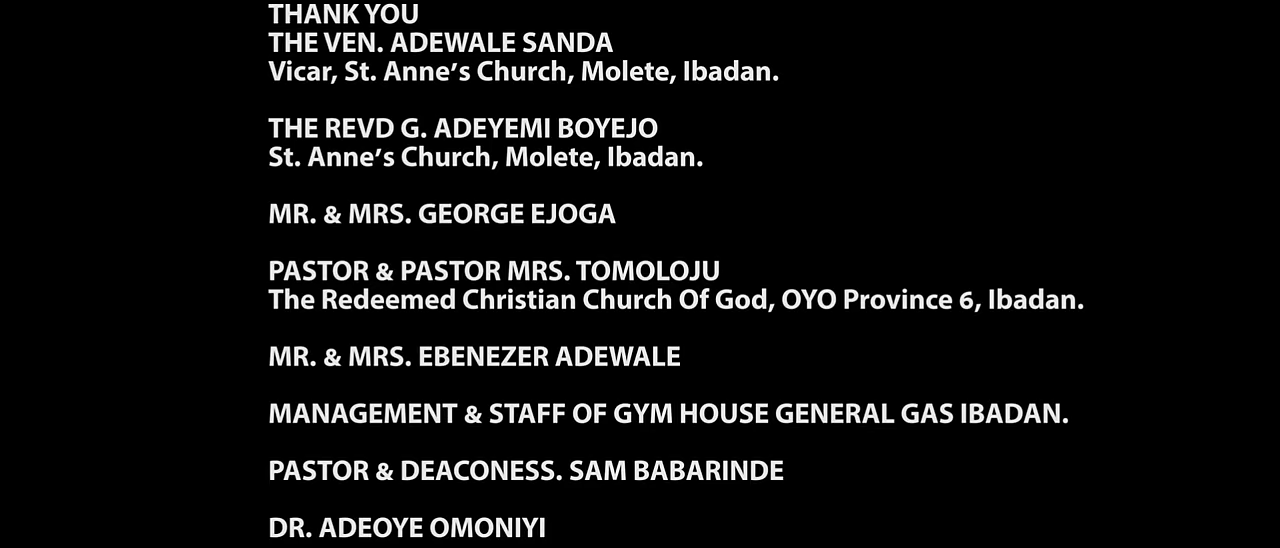 THANK YOU
THE VEN. ADEWALE SANDA
Vicar, St. Anne’s Church, Molete, Ibadan.
THE REVD G. ADEYEMI BOYEJO
St. Anne’s Church, Molete, Ibadan.
MR. & MRS. GEORGE EJOGA
PASTOR & PASTOR MRS. TOMOLOJU
The Redeemed Christian Church Of God, OYO Province 6, Ibadan.
MR. & MRS. EBENEZER ADEWALE
MANAGEMENT & STAFF OF GYM HOUSE GENERAL GAS IBADAN.
PASTOR & DEACONESS. SAM BABARINDE
DR. ADEOYE OMONIYI